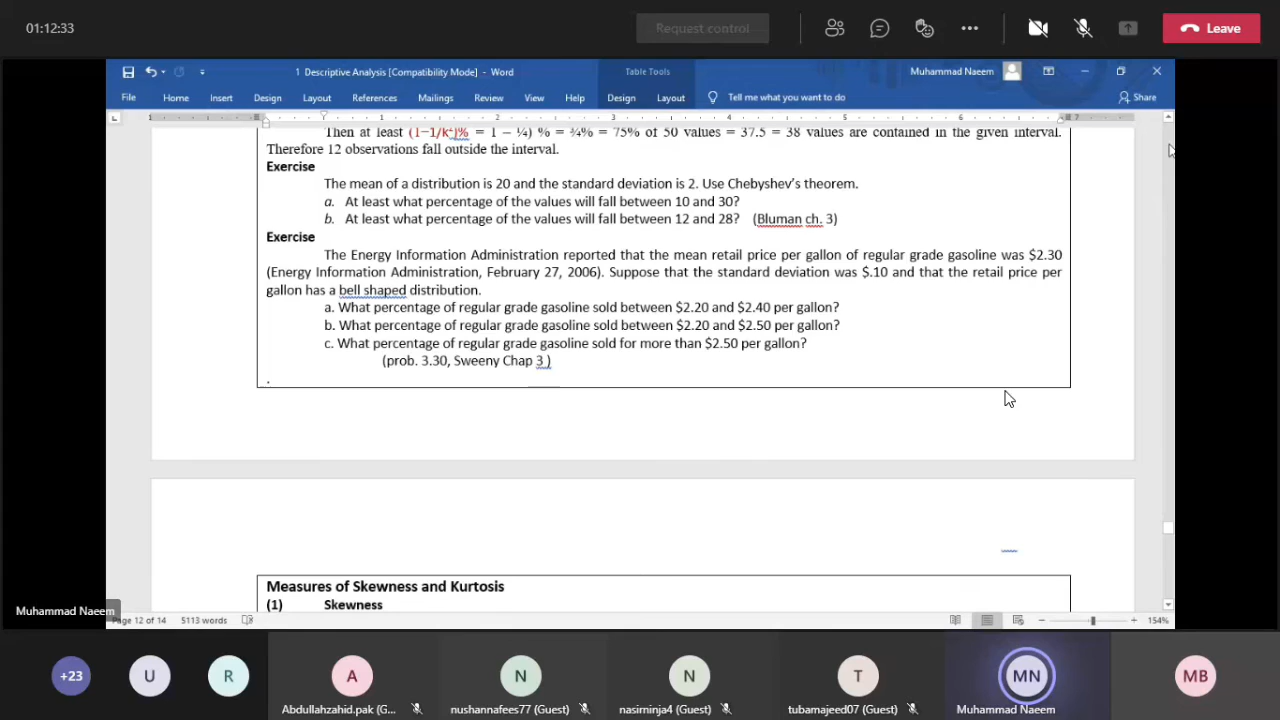 01:12:33
Request control
Leave
1 Descriptive Analysis [Compatibility Mode] - Word
Table Tools
Muhammad Naeem
File Home Insert Design Layout References Mailings Review View Help Design Layout Tell me what you want to do Share
1 1 2 3 4 5 6 7
Then at least (1−1/k²)% = 1 – ¼) % = ¾% = 75% of 50 values = 37.5 = 38 values are contained in the given interval.
Therefore 12 observations fall outside the interval.
Exercise
The mean of a distribution is 20 and the standard deviation is 2. Use Chebyshev's theorem.
a. At least what percentage of the values will fall between 10 and 30?
b. At least what percentage of the values will fall between 12 and 28? (Bluman ch. 3)
Exercise
The Energy Information Administration reported that the mean retail price per gallon of regular grade gasoline was $2.30
(Energy Information Administration, February 27, 2006). Suppose that the standard deviation was $.10 and that the retail price per
gallon has a bell shaped distribution.
a. What percentage of regular grade gasoline sold between $2.20 and $2.40 per gallon?
b. What percentage of regular grade gasoline sold between $2.20 and $2.50 per gallon?
c. What percentage of regular grade gasoline sold for more than $2.50 per gallon?
(prob. 3.30, Sweeny Chap 3 )
.
Measures of Skewness and Kurtosis
(1) Skewness
Muhammad Naeem
Page 12 of 14 5113 words
154%
+23
U
R
A
N
N
T
MN
MB
Abdullahzahid.pak (G...
nushannafees77 (Guest)
nasirninja4 (Guest)
tubamajeed07 (Guest)
Muhammad Naeem